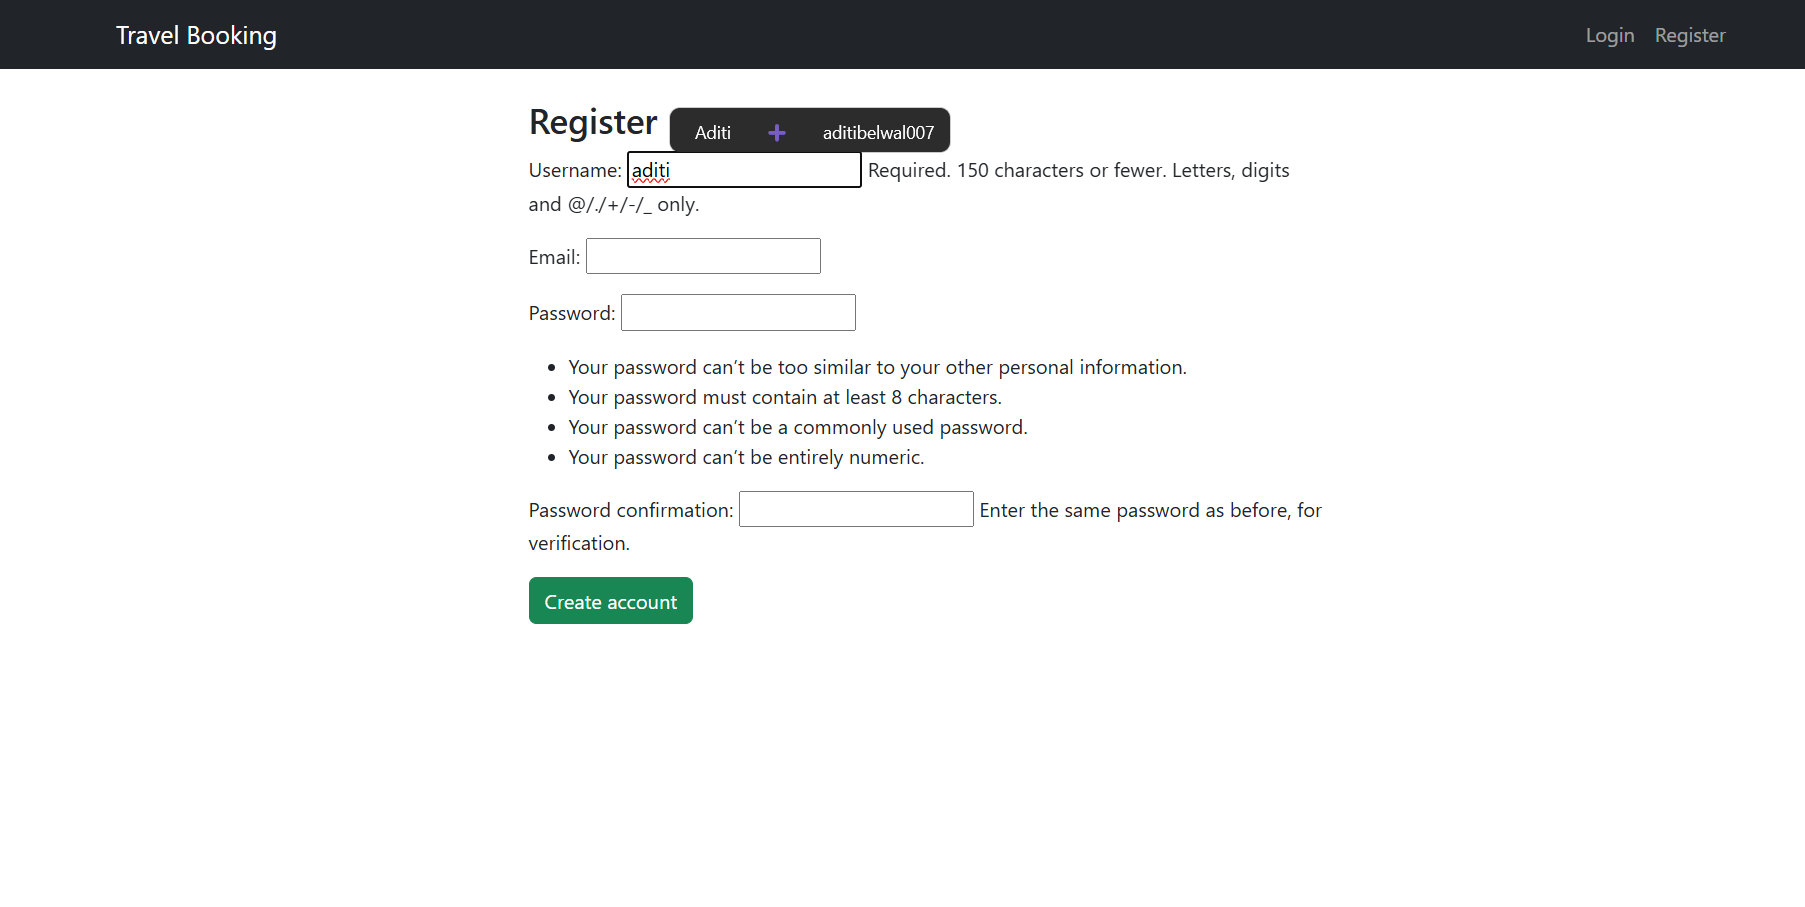 Travel Booking Login Register
Register
Aditi + aditibelwal007
Username: aditi Required. 150 characters or fewer. Letters, digits
and @/./+/-/_ only.
Email:
Password:
• Your password can’t be too similar to your other personal information.
• Your password must contain at least 8 characters.
• Your password can’t be a commonly used password.
• Your password can’t be entirely numeric.
Password confirmation: Enter the same password as before, for
verification.
Create account